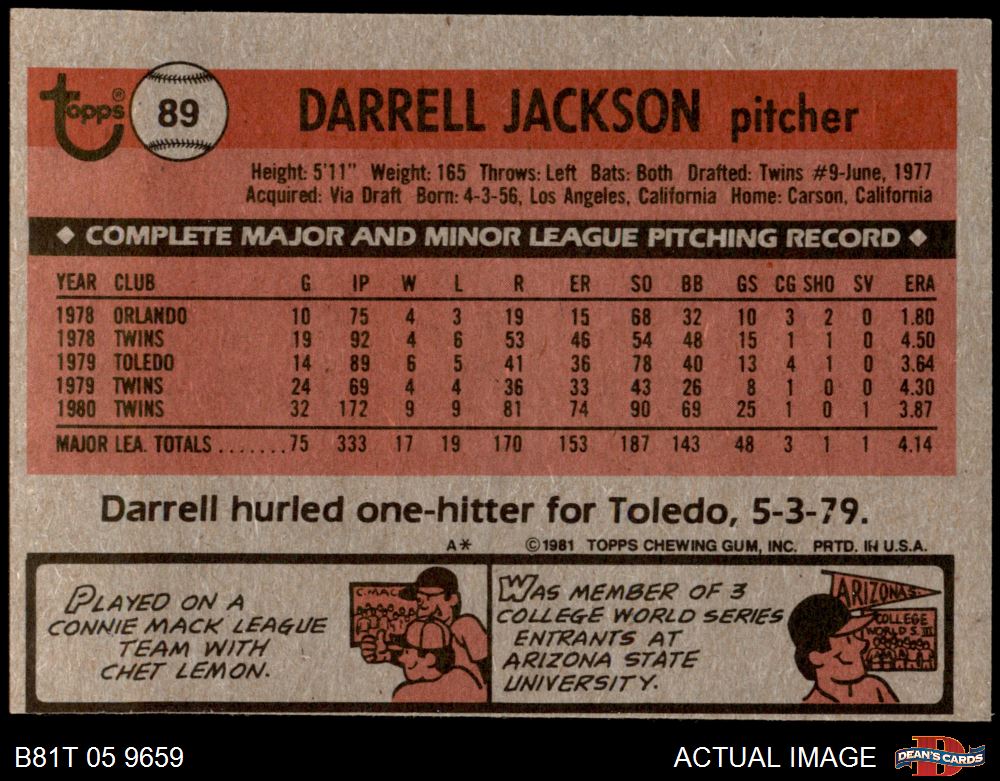 topps® 89 DARRELL JACKSON pitcher
Height: 5'11" Weight: 165 Throws: Left Bats: Both Drafted: Twins #9-June, 1977
Acquired: Via Draft Born: 4-3-56, Los Angeles, California Home: Carson, California
◆ COMPLETE MAJOR AND MINOR LEAGUE PITCHING RECORD ◆
YEAR CLUB G IP W L R ER SO BB GS CG SHO SV ERA
1978 ORLANDO 10 75 4 3 19 15 68 32 10 3 2 0 1.80
1978 TWINS 19 92 4 6 53 46 54 48 15 1 1 0 4.50
1979 TOLEDO 14 89 6 5 41 36 78 40 13 4 1 0 3.64
1979 TWINS 24 69 4 4 36 33 43 26 8 1 0 0 4.30
1980 TWINS 32 172 9 9 81 74 90 69 25 1 0 1 3.87
MAJOR LEA. TOTALS .......75 333 17 19 170 153 187 143 48 3 1 1 4.14
Darrell hurled one-hitter for Toledo, 5-3-79.
A* ©1981 TOPPS CHEWING GUM, INC. PRTD. IN U.S.A.
PLAYED ON A
CONNIE MACK LEAGUE
TEAM WITH
CHET LEMON.
C. MAC
WAS MEMBER OF 3
COLLEGE WORLD SERIES
ENTRANTS AT
ARIZONA STATE
UNIVERSITY.
ARIZONA S.
COLLEGE
WORLD S. III
B81T 05 9659 ACTUAL IMAGE DEAN'S CARDS